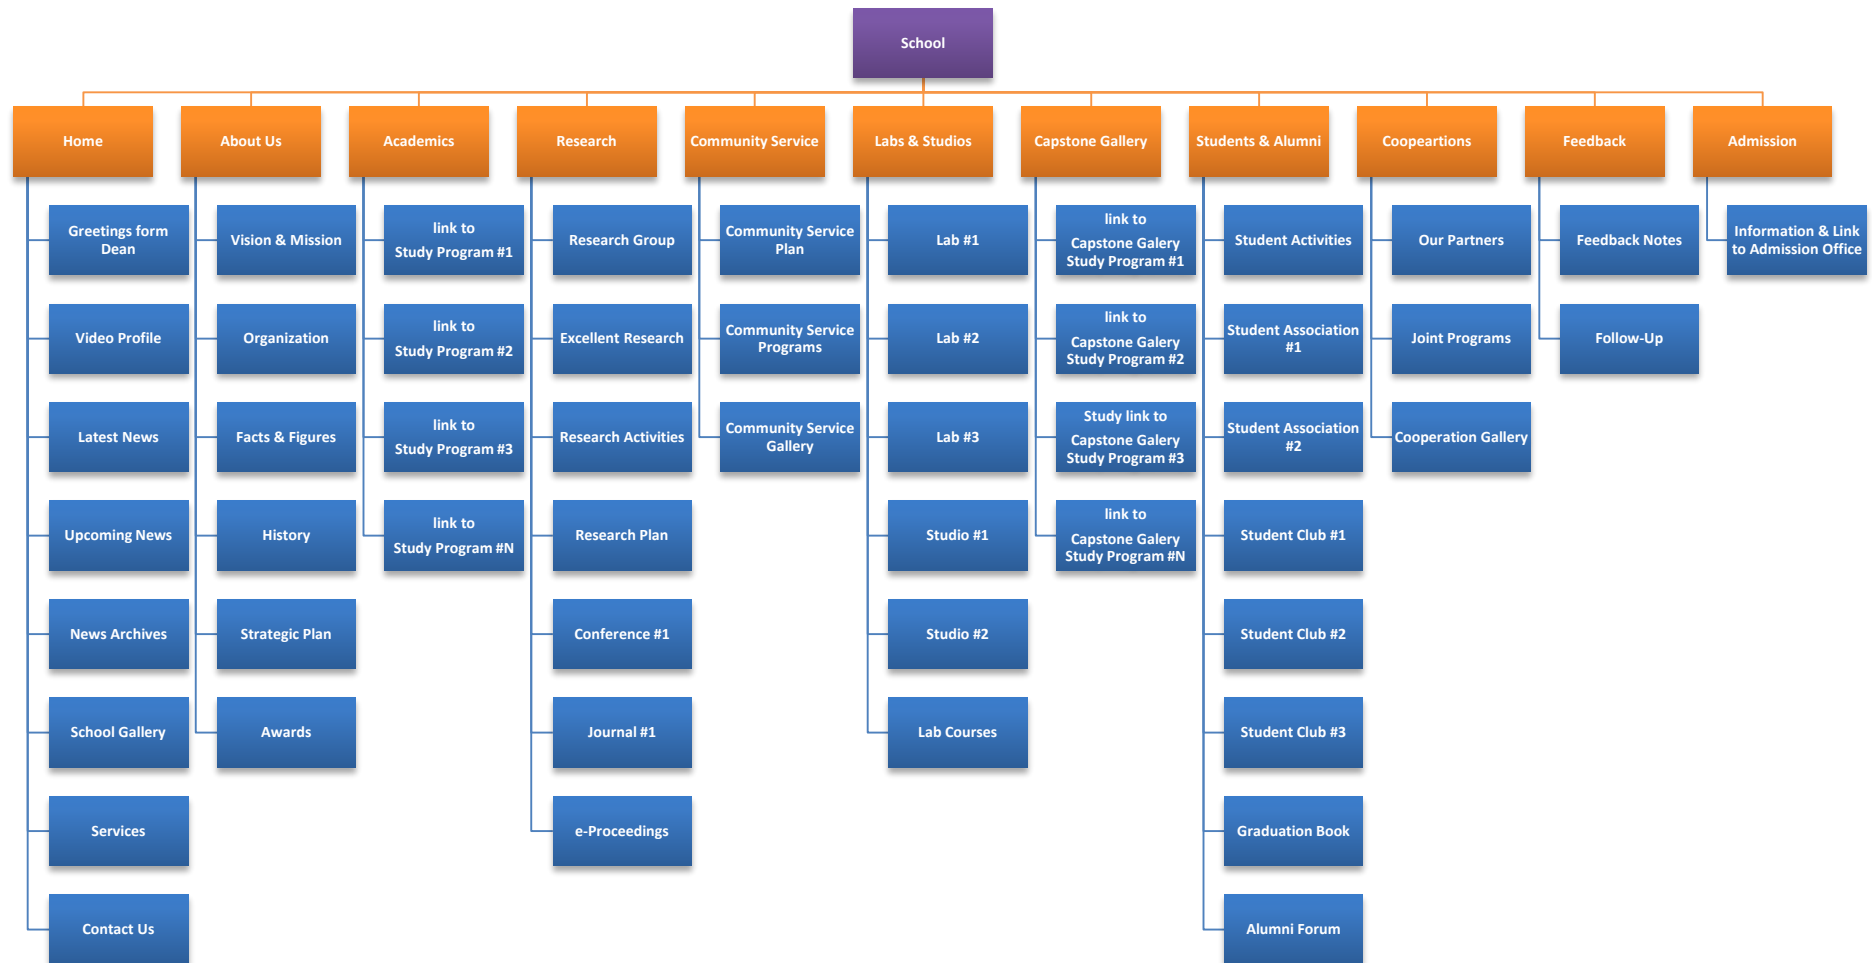 School
Home
About Us
Academics
Research
Community Service
Labs & Studios
Capstone Gallery
Students & Alumni
Coopeartions
Feedback
Admission
Greetings form
Dean
Video Profile
Latest News
Upcoming News
News Archives
School Gallery
Services
Contact Us
Vision & Mission
Organization
Facts & Figures
History
Strategic Plan
Awards
link to
Study Program #1
link to
Study Program #2
link to
Study Program #3
link to
Study Program #N
Research Group
Excellent Research
Research Activities
Research Plan
Conference #1
Journal #1
e-Proceedings
Community Service
Plan
Community Service
Programs
Community Service
Gallery
Lab #1
Lab #2
Lab #3
Studio #1
Studio #2
Lab Courses
link to
Capstone Galery
Study Program #1
link to
Capstone Galery
Study Program #2
Study link to
Capstone Galery
Study Program #3
link to
Capstone Galery
Study Program #N
Student Activities
Student Association
#1
Student Association
#2
Student Club #1
Student Club #2
Student Club #3
Graduation Book
Alumni Forum
Our Partners
Joint Programs
Cooperation Gallery
Feedback Notes
Follow-Up
Information & Link
to Admission Office